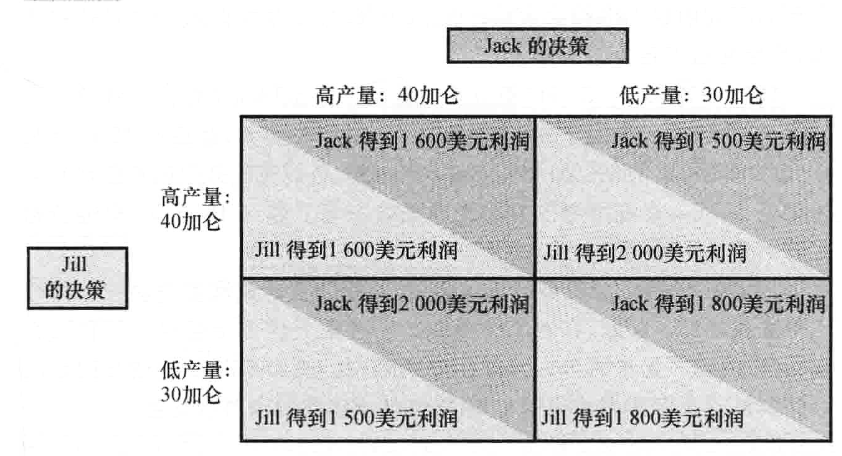 Jack 的决策
高产量：40加仑
低产量：30加仑
Jack 得到1 600美元利润
Jack 得到1 500美元利润
高产量：
40加仑
Jill 得到1 600美元利润
Jill 得到2 000美元利润
Jill
的决策
Jack 得到2 000美元利润
Jack 得到1 800美元利润
低产量：
30加仑
Jill 得到1 500美元利润
Jill 得到1 800美元利润